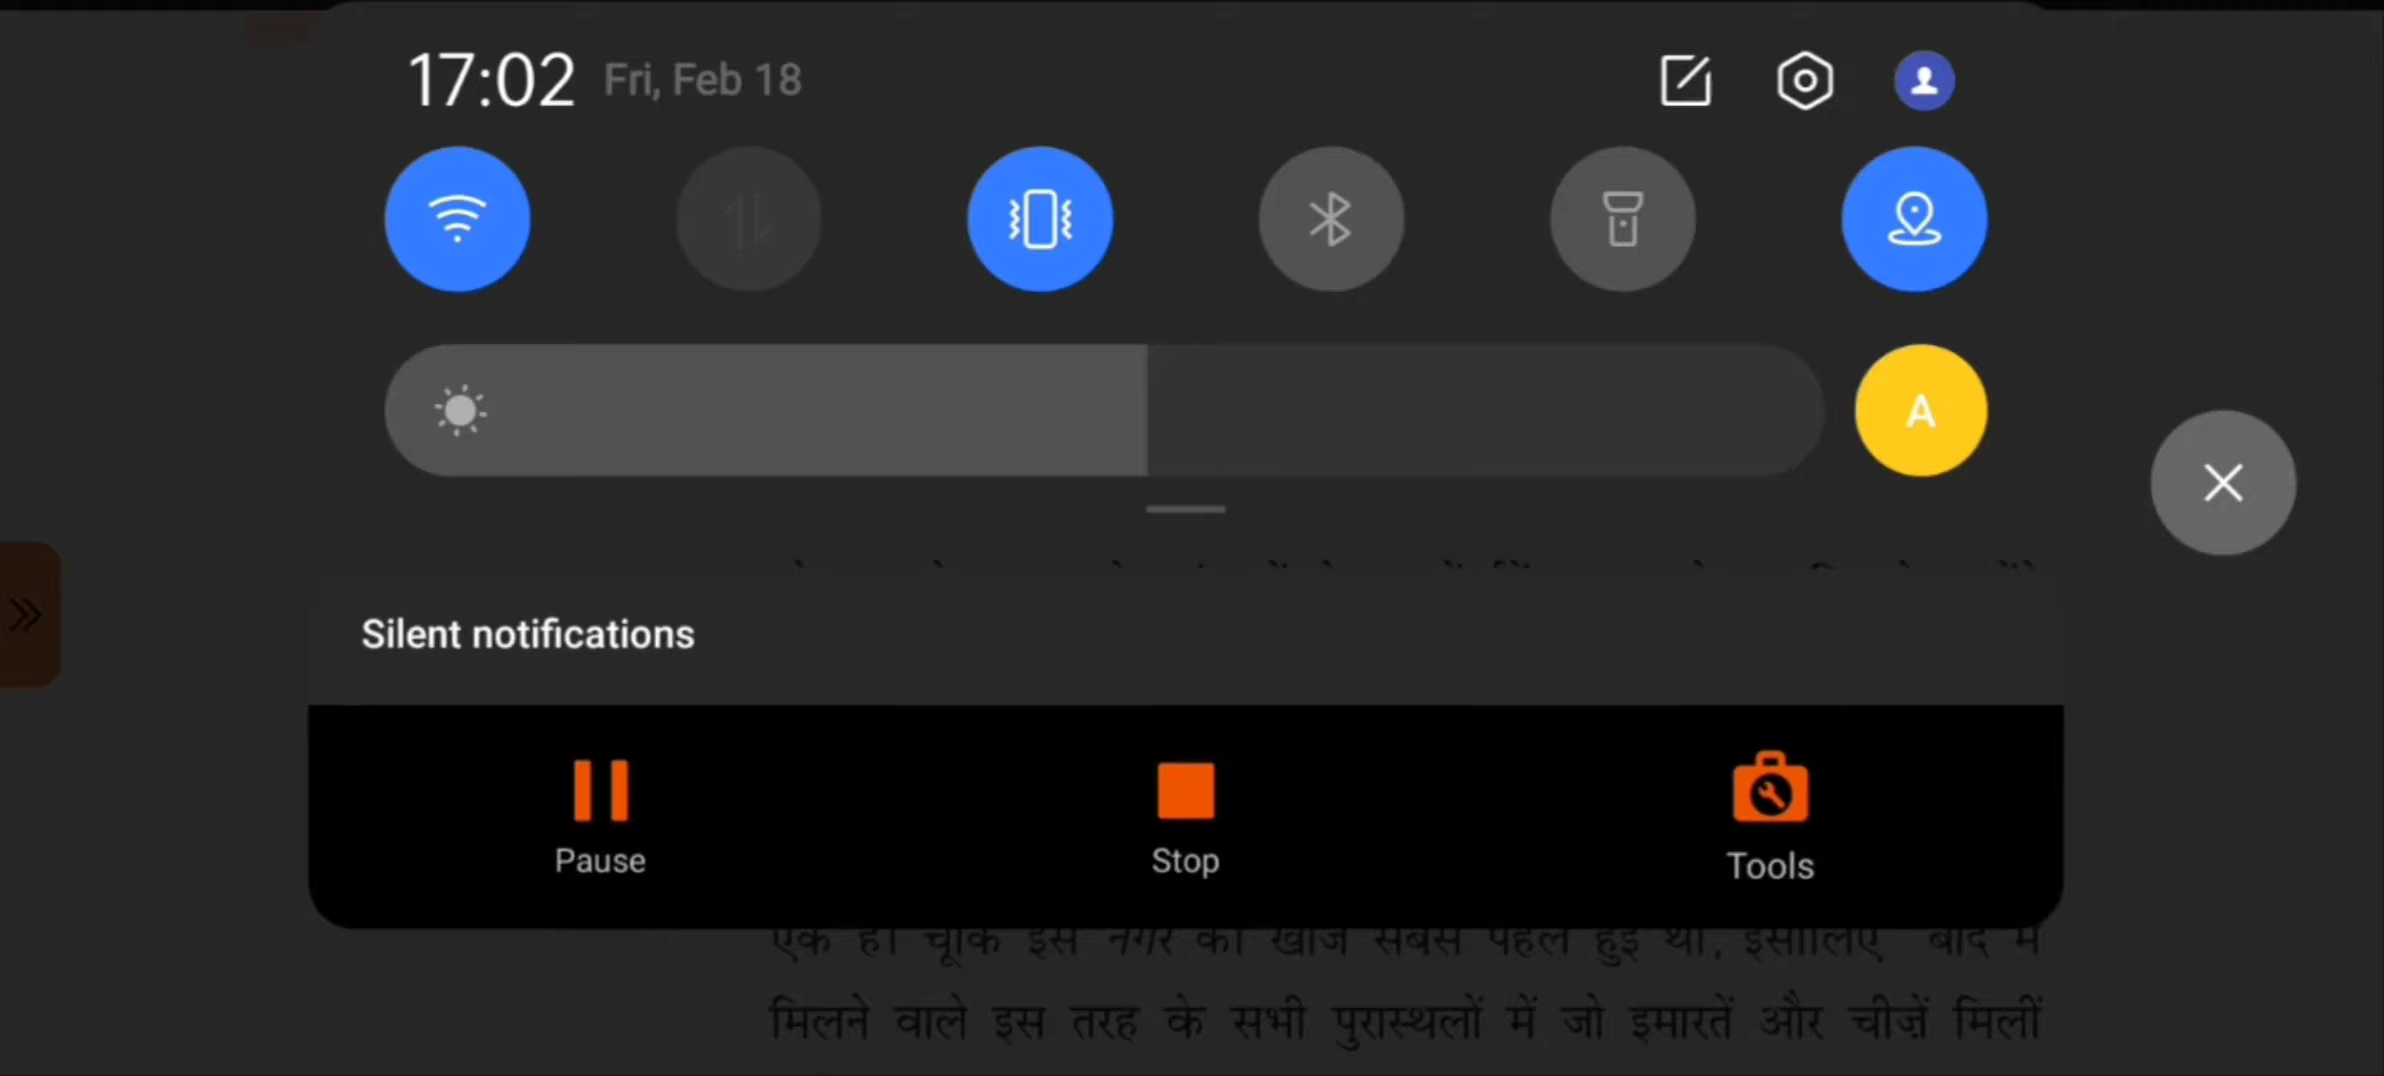 17:02 Fri, Feb 18
A
Silent notifications
Pause Stop Tools
एक है। चूंकि इस नगर की खोज सबसे पहले हुई थी, इसीलिए बाद में
मिलने वाले इस तरह के सभी पुरास्थलों में जो इमारतें और चीज़ें मिलीं